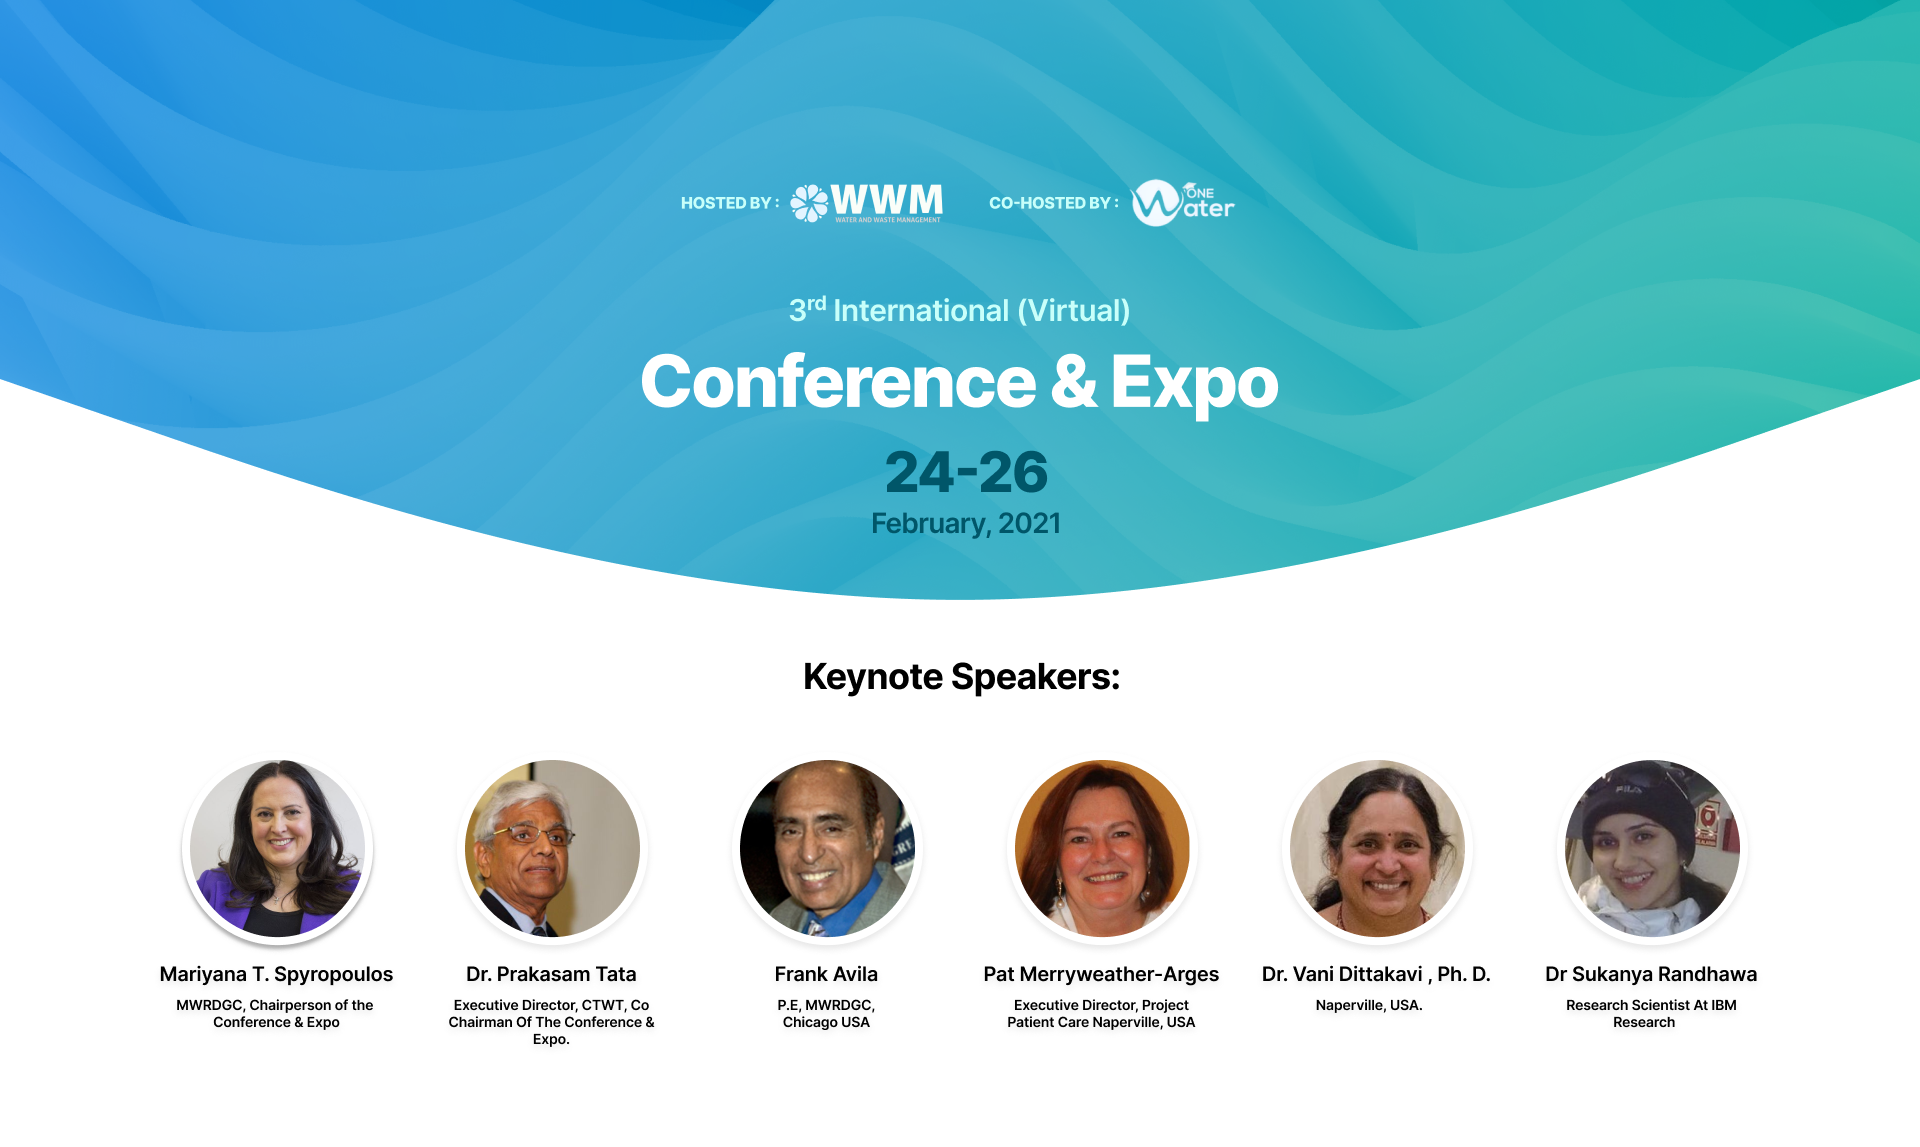 HOSTED BY :
WWM
WATER AND WASTE MANAGEMENT
CO-HOSTED BY :
ONE
Water
3rd International (Virtual)
Conference & Expo
24-26
February, 2021
Keynote Speakers:
FILA
Mariyana T. Spyropoulos
MWRDGC, Chairperson of the
Conference & Expo
Dr. Prakasam Tata
Executive Director, CTWT, Co
Chairman Of The Conference &
Expo.
Frank Avila
P.E, MWRDGC,
Chicago USA
Pat Merryweather-Arges
Executive Director, Project
Patient Care Naperville, USA
Dr. Vani Dittakavi , Ph. D.
Naperville, USA.
Dr Sukanya Randhawa
Research Scientist At IBM
Research